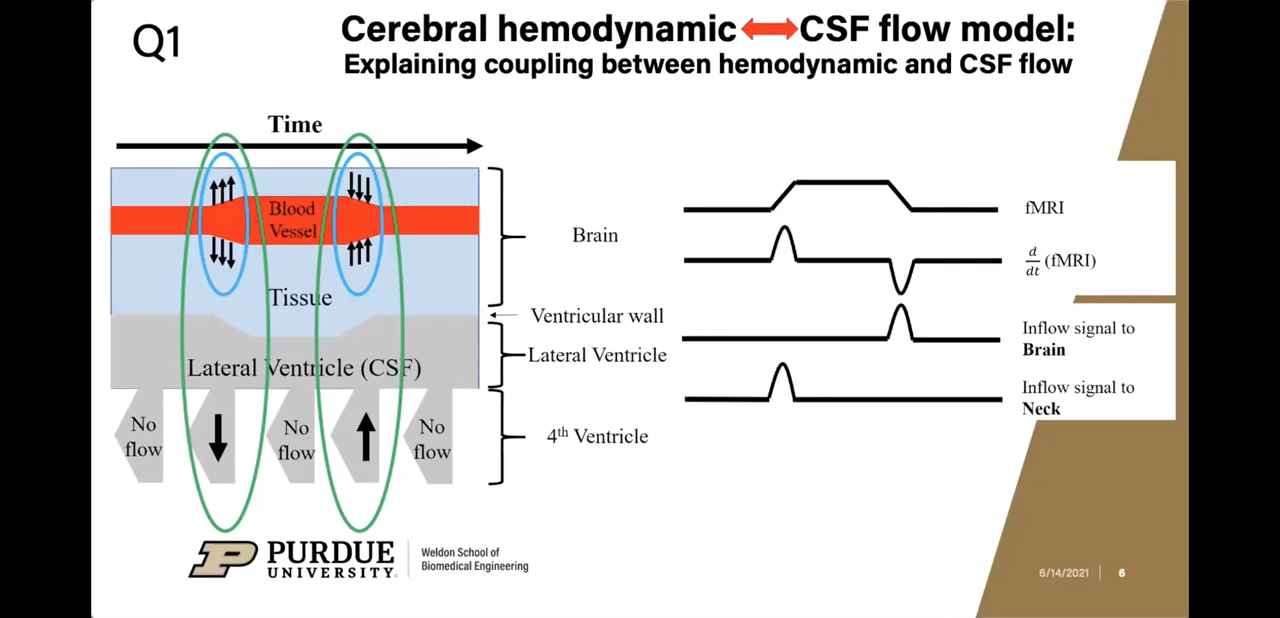 Q1
Cerebral hemodynamic CSF flow model:
Explaining coupling between hemodynamic and CSF flow
Time
Blood
Vessel
Tissue
Lateral Ventricle (CSF)
No
flow
No
flow
No
flow
Brain
Ventricular wall
Lateral Ventricle
4th Ventricle
fMRI
d/dt (fMRI)
Inflow signal to
Brain
Inflow signal to
Neck
P PURDUE
UNIVERSITY
Weldon School of
Biomedical Engineering
6/14/2021 | 6